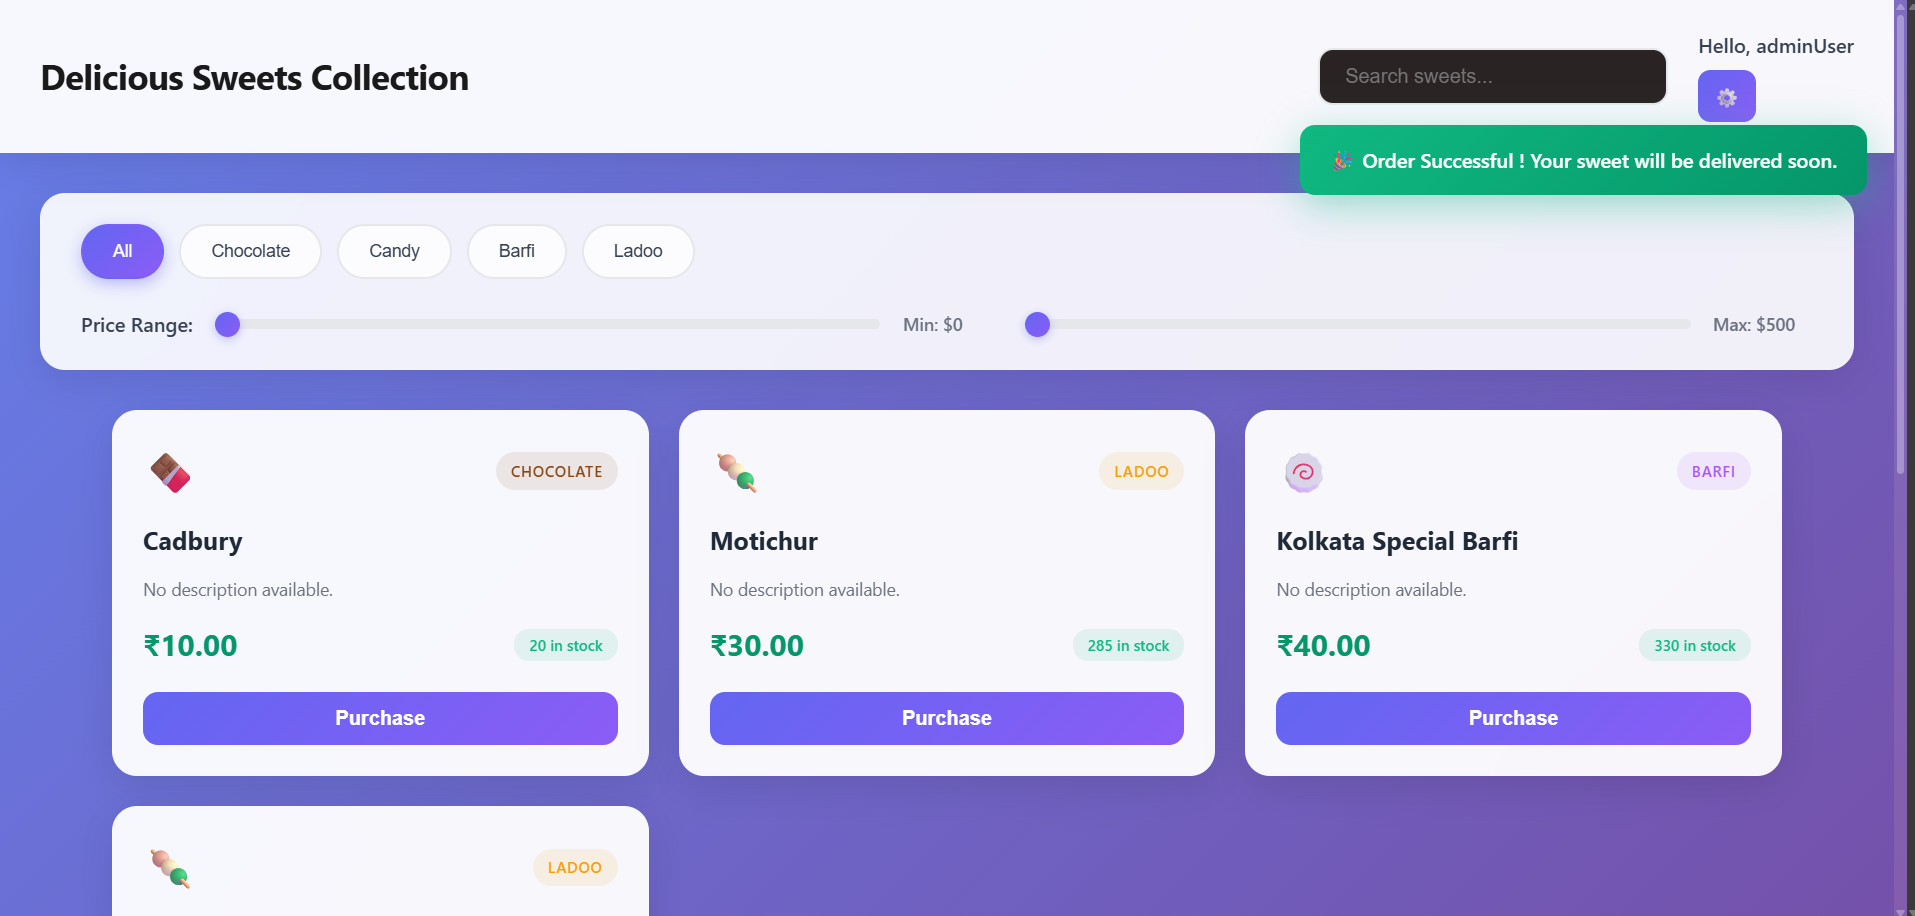 Delicious Sweets Collection
Search sweets...
Hello, adminUser
🎉 Order Successful ! Your sweet will be delivered soon.
All
Chocolate
Candy
Barfi
Ladoo
Price Range:
Min: $0
Max: $500
CHOCOLATE
Cadbury
No description available.
₹10.00
20 in stock
Purchase
LADOO
Motichur
No description available.
₹30.00
285 in stock
Purchase
BARFI
Kolkata Special Barfi
No description available.
₹40.00
330 in stock
Purchase
LADOO